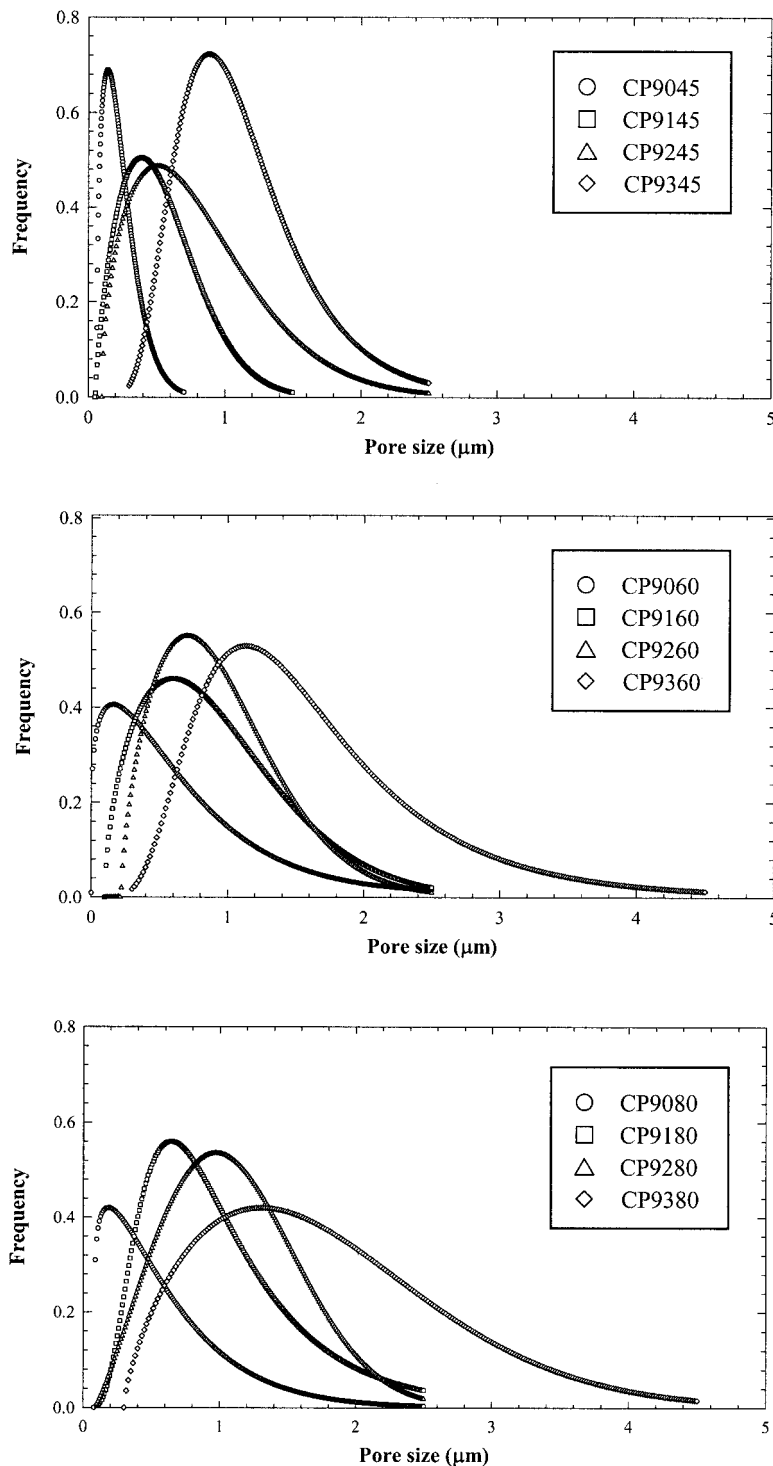 0.8
0.6
0.4
0.2
0.0
Frequency
0
1
2
3
4
5
Pore size (μm)
CP9045
CP9145
CP9245
CP9345
0.8
0.6
0.4
0.2
0.0
Frequency
0
1
2
3
4
5
Pore size (μm)
CP9060
CP9160
CP9260
CP9360
0.8
0.6
0.4
0.2
0.0
Frequency
0
1
2
3
4
5
Pore size (μm)
CP9080
CP9180
CP9280
CP9380